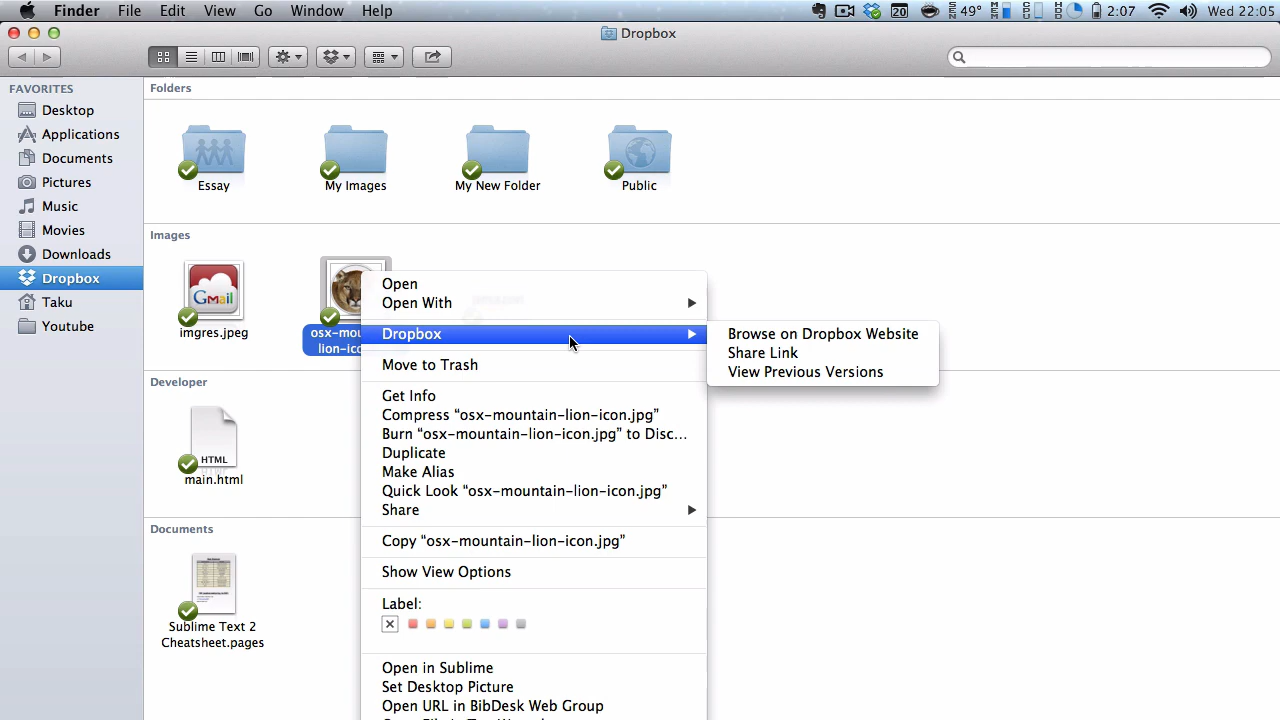 Finder File Edit View Go Window Help 20 49° 2:07 Wed 22:05
Dropbox
FAVORITES
Desktop
Applications
Documents
Pictures
Music
Movies
Downloads
Dropbox
Taku
Youtube
Folders
Essay My Images My New Folder Public
Images
Gmail
imgres.jpeg
osx-mou
lion-ico
Developer
HTML
main.html
Documents
Sublime Text 2
Cheatsheet.pages
Open
Open With
Dropbox
Browse on Dropbox Website
Share Link
View Previous Versions
Move to Trash
Get Info
Compress “osx-mountain-lion-icon.jpg”
Burn “osx-mountain-lion-icon.jpg” to Disc...
Duplicate
Make Alias
Quick Look “osx-mountain-lion-icon.jpg”
Share
Copy “osx-mountain-lion-icon.jpg”
Show View Options
Label:
Open in Sublime
Set Desktop Picture
Open URL in BibDesk Web Group